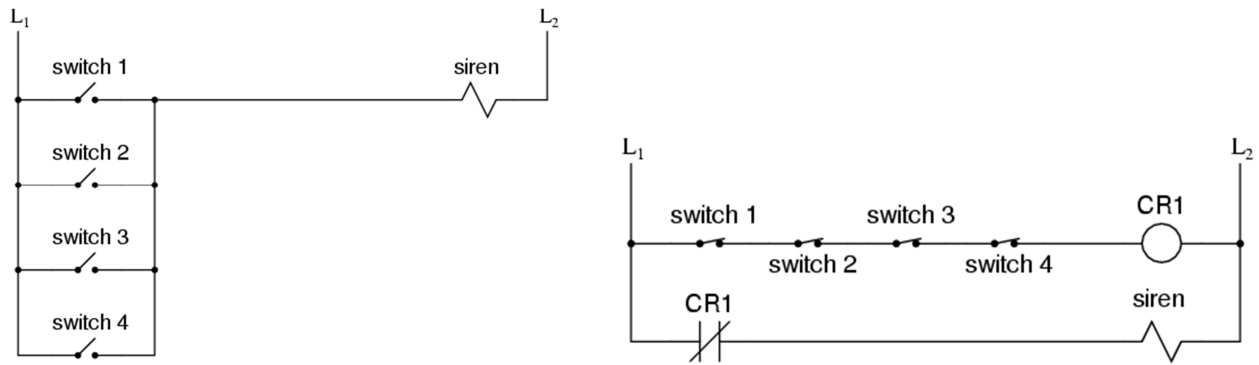 L₁
L₂
switch 1
siren
switch 2
switch 3
switch 4
L₁
L₂
switch 1
switch 3
CR1
switch 2
switch 4
CR1
siren